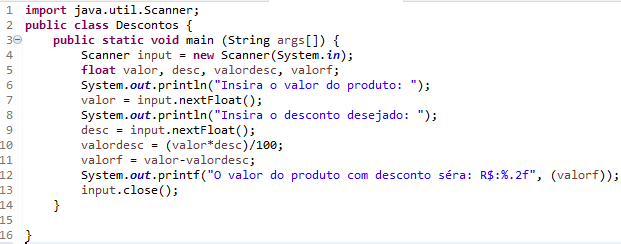 1 import java.util.Scanner;
2 public class Descontos {
3 public static void main (String args[]) {
4 Scanner input = new Scanner(System.in);
5 float valor, desc, valordesc, valorf;
6 System.out.println("Insira o valor do produto: ");
7 valor = input.nextFloat();
8 System.out.println("Insira o desconto desejado: ");
9 desc = input.nextFloat();
10 valordesc = (valor*desc)/100;
11 valorf = valor-valordesc;
12 System.out.printf("O valor do produto com desconto séra: R$:%.2f", (valorf));
13 input.close();
14 }
15
16 }